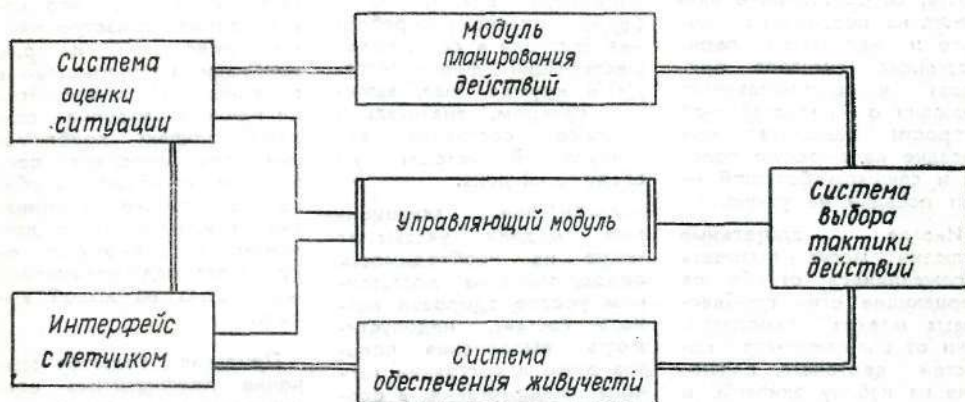 Модуль
планирования
действий
Система
оценки
ситуации
Управляющий модуль
Система
выбора
тактики
действий
Интерфейс
с летчиком
Система
обеспечения живучести